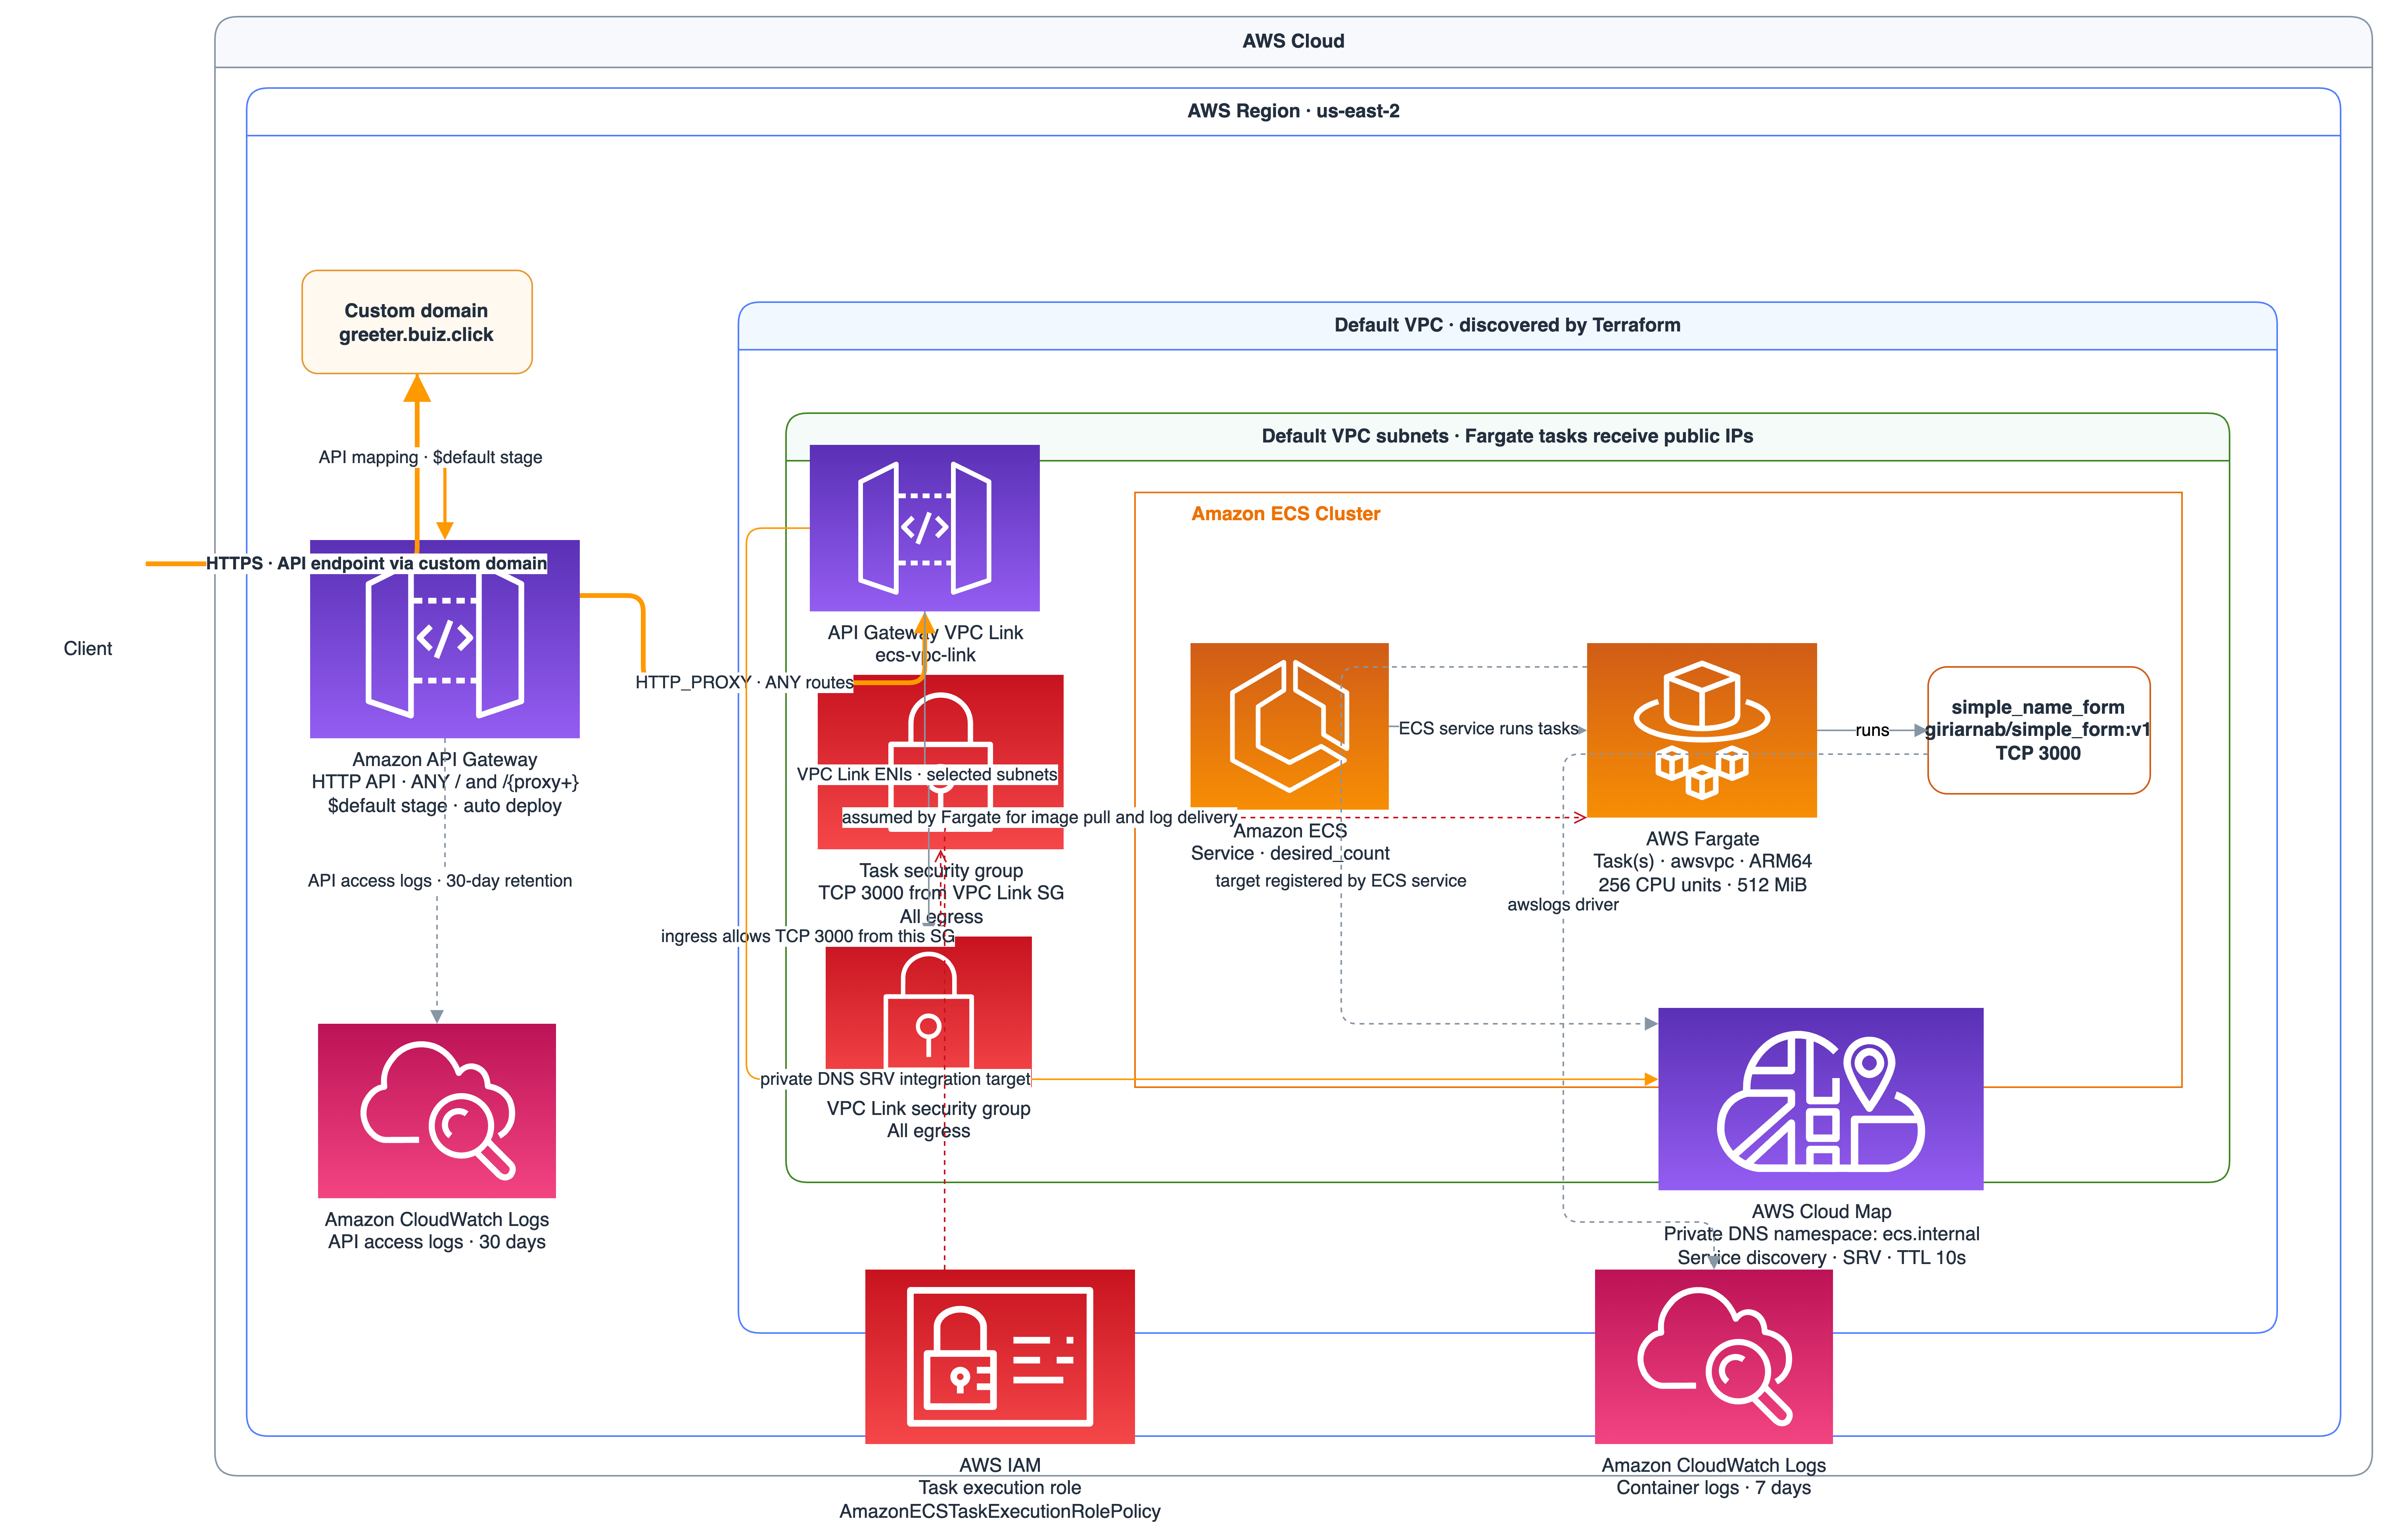 AWS Cloud
AWS Region · us-east-2
Custom domain
greeter.buiz.click
Default VPC · discovered by Terraform
API mapping · $default stage
Default VPC subnets · Fargate tasks receive public IPs
Amazon ECS Cluster
HTTPS · API endpoint via custom domain
Client
API Gateway VPC Link
ecs-vpc-link
HTTP_PROXY · ANY routes
Amazon API Gateway
HTTP API · ANY / and /{proxy+}
$default stage · auto deploy
VPC Link ENIs · selected subnets
assumed by Fargate for image pull and log delivery
ECS service runs tasks
runs
simple_name_form
giriarnab/simple_form:v1
TCP 3000
Amazon ECS
Service · desired_count
target registered by ECS service
AWS Fargate
Task(s) · awsvpc · ARM64
256 CPU units · 512 MiB
awslogs driver
API access logs · 30-day retention
Task security group
TCP 3000 from VPC Link SG
All egress
ingress allows TCP 3000 from this SG
private DNS SRV integration target
VPC Link security group
All egress
Amazon CloudWatch Logs
API access logs · 30 days
AWS Cloud Map
Private DNS namespace: ecs.internal
Service discovery · SRV · TTL 10s
AWS IAM
Task execution role
AmazonECSTaskExecutionRolePolicy
Amazon CloudWatch Logs
Container logs · 7 days